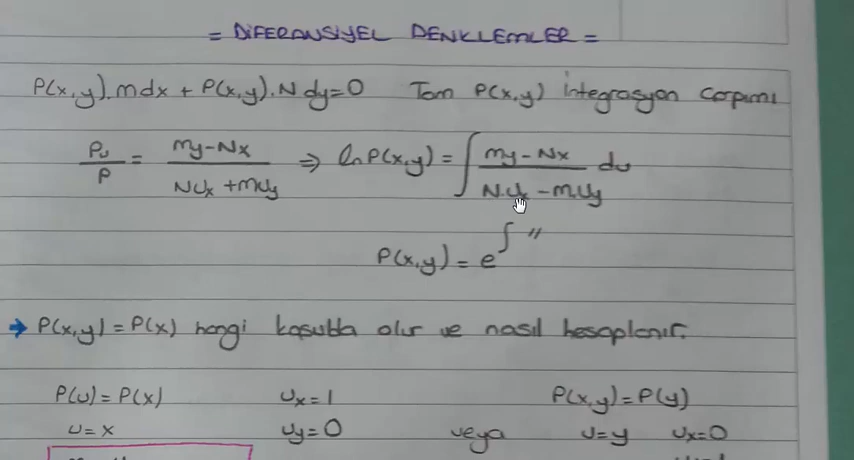 = DİFERANSİYEL DENKLEMLER =
P(x,y).mdx + P(x,y).N dy=0 Tam P(x,y) integrasyon çarpımı
Pu/P = (my-Nx)/(NUx+mUy) ⇒ ln P(x,y) = ∫ (my-Nx)/(N.Ux-m.Uy) du
P(x,y) = e^∫ "
→ P(x,y) = P(x) hangi koşulda olur ve nasıl hesaplanır.
P(u) = P(x) Ux=1 P(x,y)=P(y)
u=x Uy=0 veya u=y Ux=0